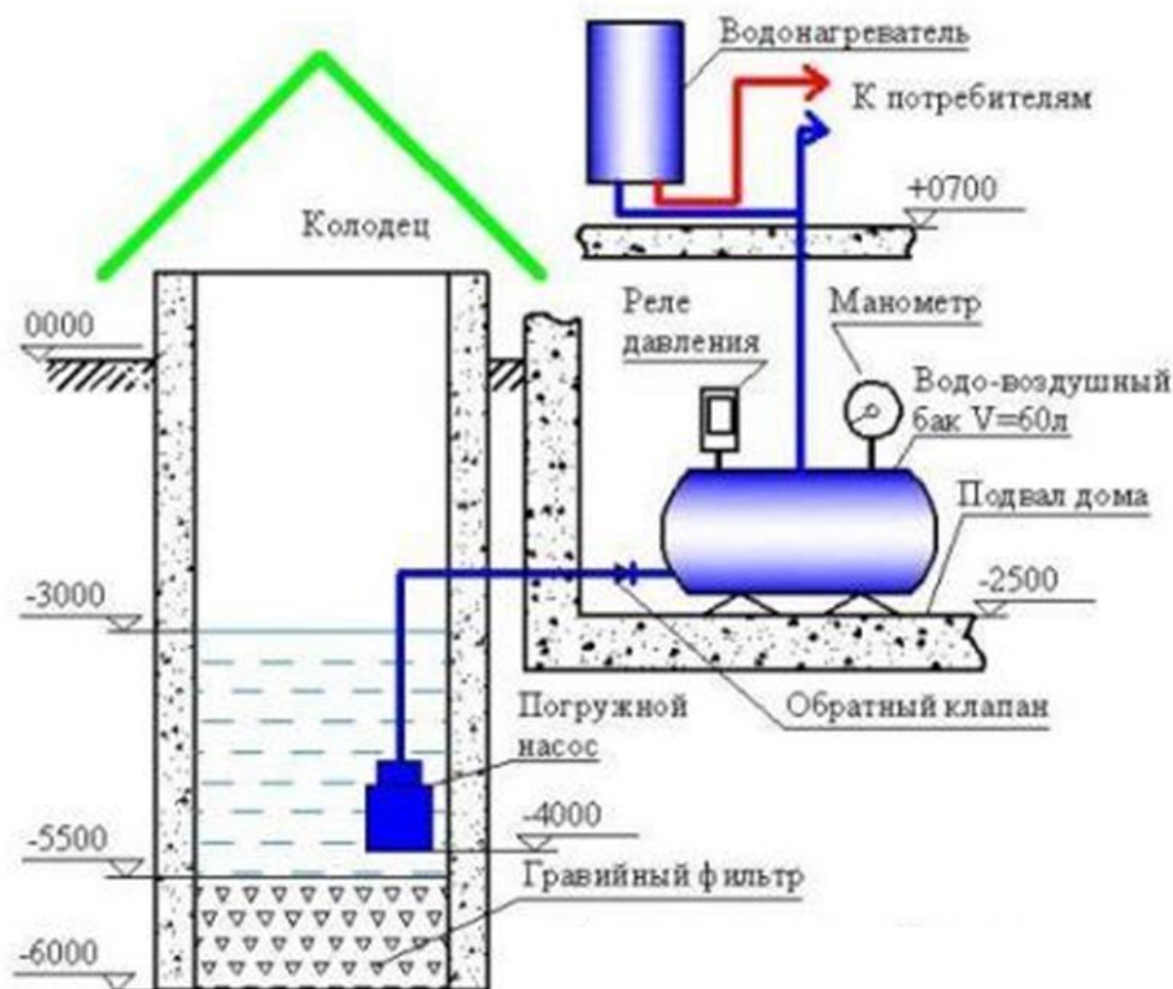 Водонагреватель
К потребителям
+0700
Колодец
0000
Реле
давления
Манометр
Водо-воздушный
бак V=60л
Подвал дома
-3000
-2500
Погружной
насос
Обратный клапан
-4000
-5500
Гравийный фильтр
-6000